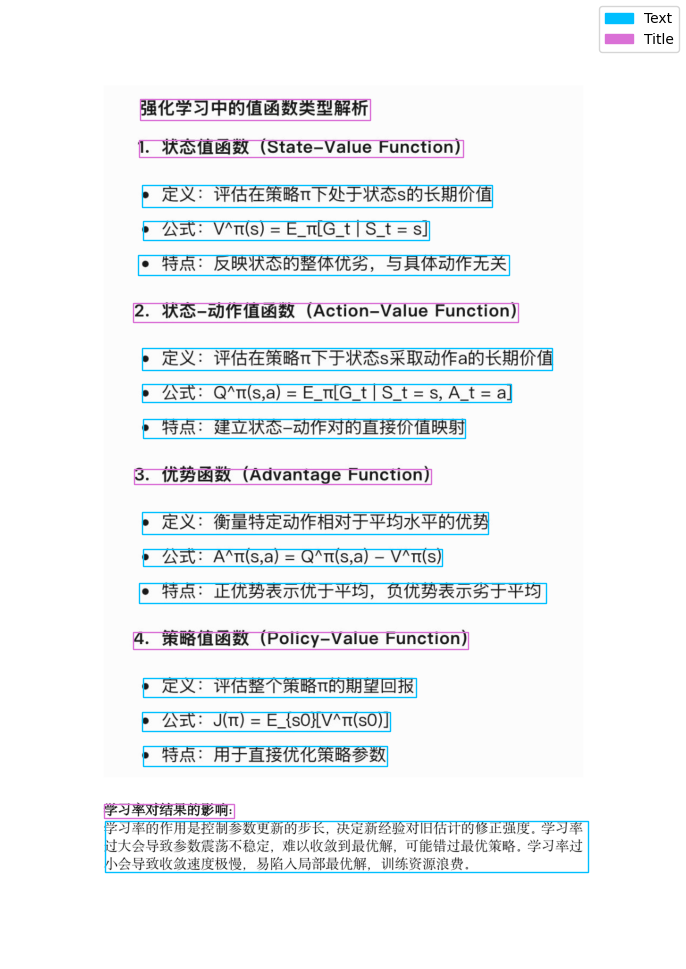 Text
Title
强化学习中的值函数类型解析
1. 状态值函数（State–Value Function）
• 定义：评估在策略π下处于状态s的长期价值
• 公式：V^π(s) = E_π[G_t | S_t = s]
• 特点：反映状态的整体优劣，与具体动作无关
2. 状态–动作值函数（Action–Value Function）
• 定义：评估在策略π下于状态s采取动作a的长期价值
• 公式：Q^π(s,a) = E_π[G_t | S_t = s, A_t = a]
• 特点：建立状态–动作对的直接价值映射
3. 优势函数（Advantage Function）
• 定义：衡量特定动作相对于平均水平的优势
• 公式：A^π(s,a) = Q^π(s,a) – V^π(s)
• 特点：正优势表示优于平均，负优势表示劣于平均
4. 策略值函数（Policy–Value Function）
• 定义：评估整个策略π的期望回报
• 公式：J(π) = E_{s0}[V^π(s0)]
• 特点：用于直接优化策略参数
学习率对结果的影响:
学习率的作用是控制参数更新的步长，决定新经验对旧估计的修正强度。学习率
过大会导致参数震荡不稳定，难以收敛到最优解，可能错过最优策略。学习率过
小会导致收敛速度极慢，易陷入局部最优解，训练资源浪费。